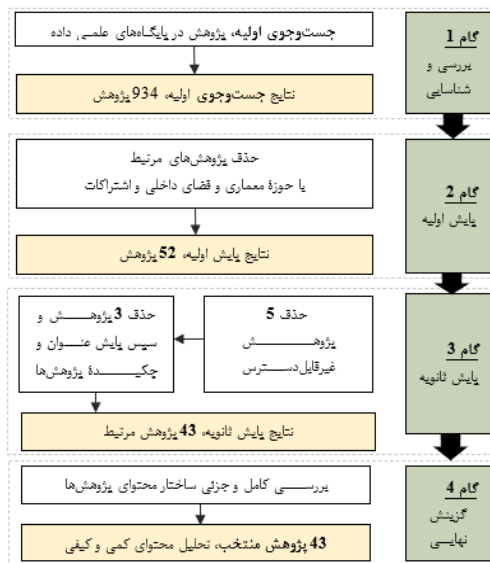 گام 1
بررسی و
شناسایی
جست‌وجوی اولیه، پژوهش در پایگاه‌های علمی داده
نتایج جست‌وجوی اولیه، 934 پژوهش
گام 2
پایش اولیه
حذف پژوهش‌های مرتبط
با حوزهٔ معماری و فضای داخلی و اشتراکات
نتایج پایش اولیه، 52 پژوهش
گام 3
پایش ثانویه
حذف 5
پژوهش
غیرقابل‌دسترس
حذف 3 پژوهش و
سپس پایش عنوان و
چکیدهٔ پژوهش‌ها
نتایج پایش ثانویه، 43 پژوهش مرتبط
گام 4
گزینش
نهایی
بررسی کامل و جزئی ساختار محتوای پژوهش‌ها
43 پژوهش منتخب، تحلیل محتوای کمی و کیفی